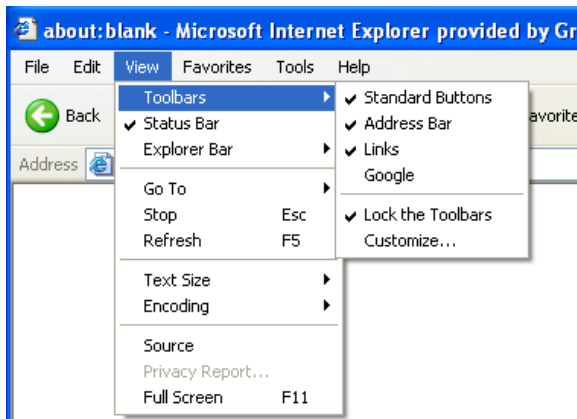 about:blank - Microsoft Internet Explorer provided by Gr
File Edit View Favorites Tools Help
Back
avorite
Address
Toolbars
Status Bar
Explorer Bar
Go To
Stop Esc
Refresh F5
Text Size
Encoding
Source
Privacy Report...
Full Screen F11
Standard Buttons
Address Bar
Links
Google
Lock the Toolbars
Customize...